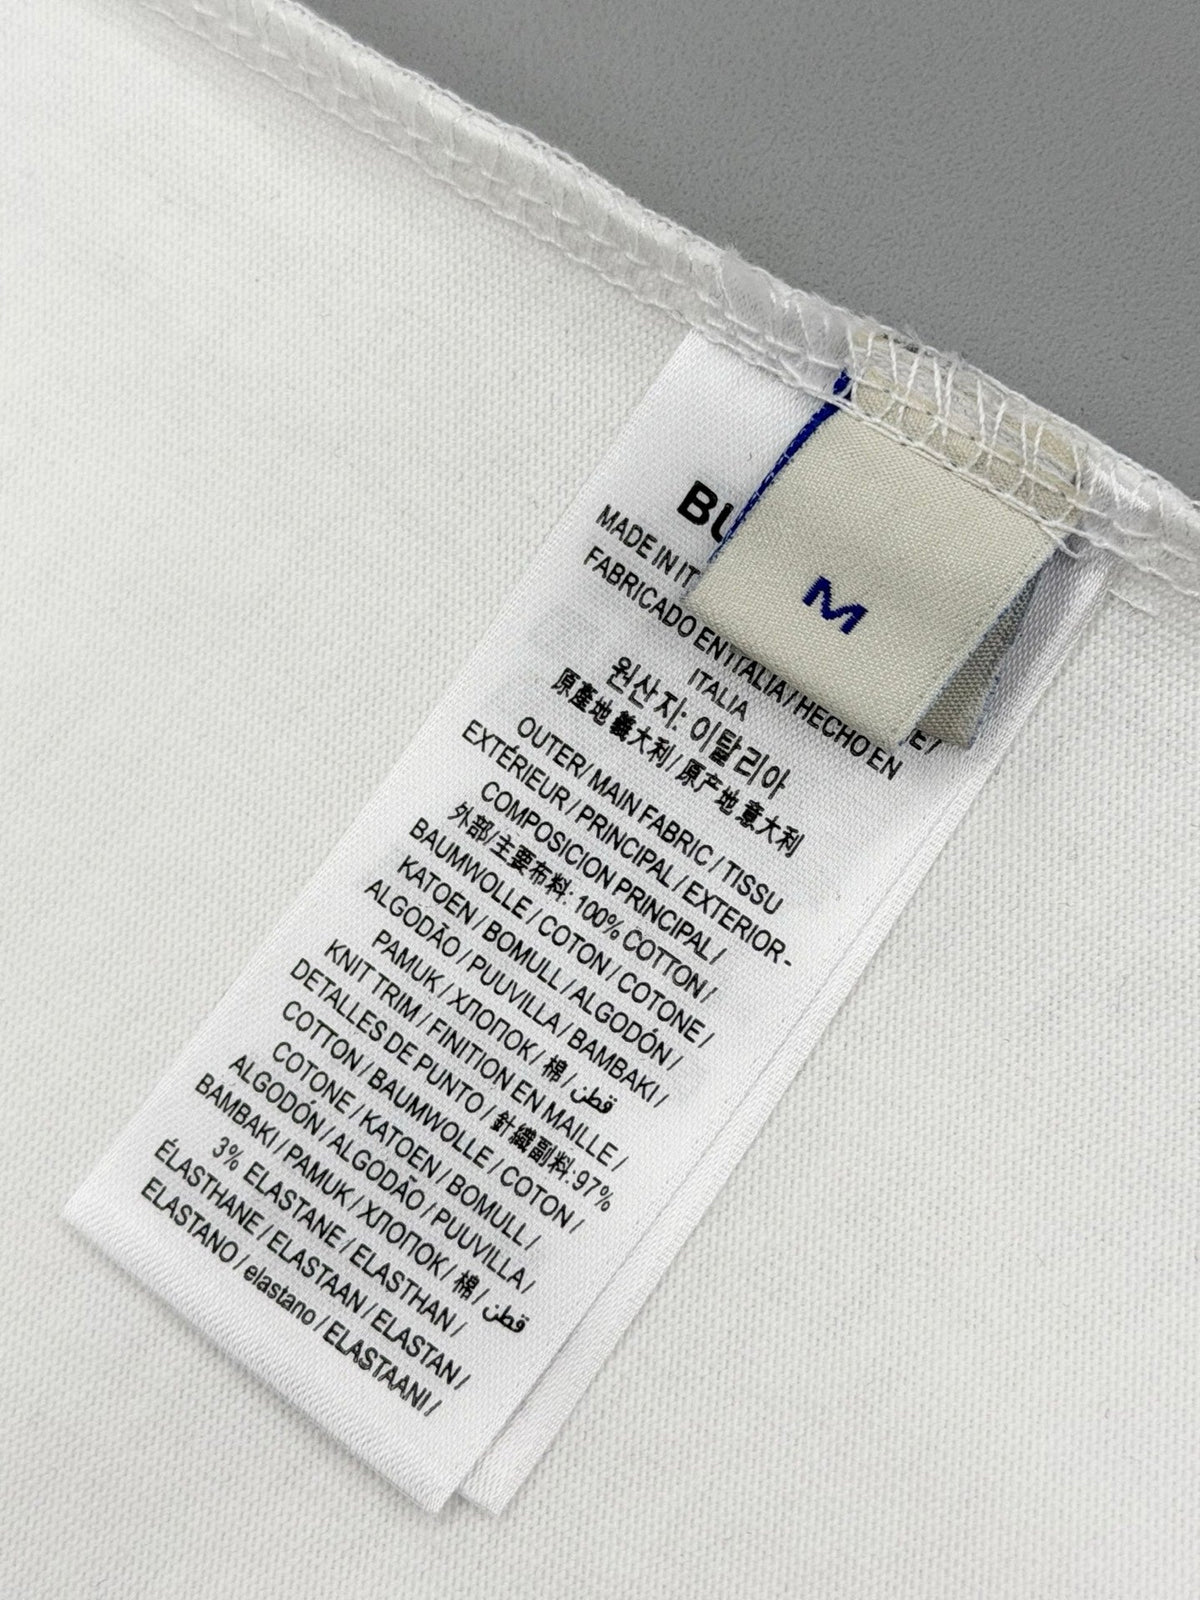 M
BU
MADE IN IT
E/
FABRICADO EN ITALIA / HECHO EN
ITALIA
원산지: 이탈리아
原產地 義大利 / 原产地 意大利
OUTER/ MAIN FABRIC / TISSU
EXTÉRIEUR / PRINCIPAL / EXTERIOR -
COMPOSICION PRINCIPAL /
外部/主要布料: 100% COTTON /
BAUMWOLLE / COTON / COTONE /
KATOEN / BOMULL / ALGODÓN /
ALGODÃO / PUUVILLA / BAMBAKI /
PAMUK / ХЛОПОК / 棉 / قطن
KNIT TRIM / FINITION EN MAILLE /
DETALLES DE PUNTO / 針織副料: 97%
COTTON / BAUMWOLLE / COTON /
COTONE / KATOEN / BOMULL /
ALGODÓN / ALGODÃO / PUUVILLA /
BAMBAKI / PAMUK / ХЛОПОК / 棉 / قطن
3% ELASTANE / ELASTHAN /
ÉLASTHANE / ELASTAAN / ELASTAN /
ELASTANO / elastano / ELASTAANI /